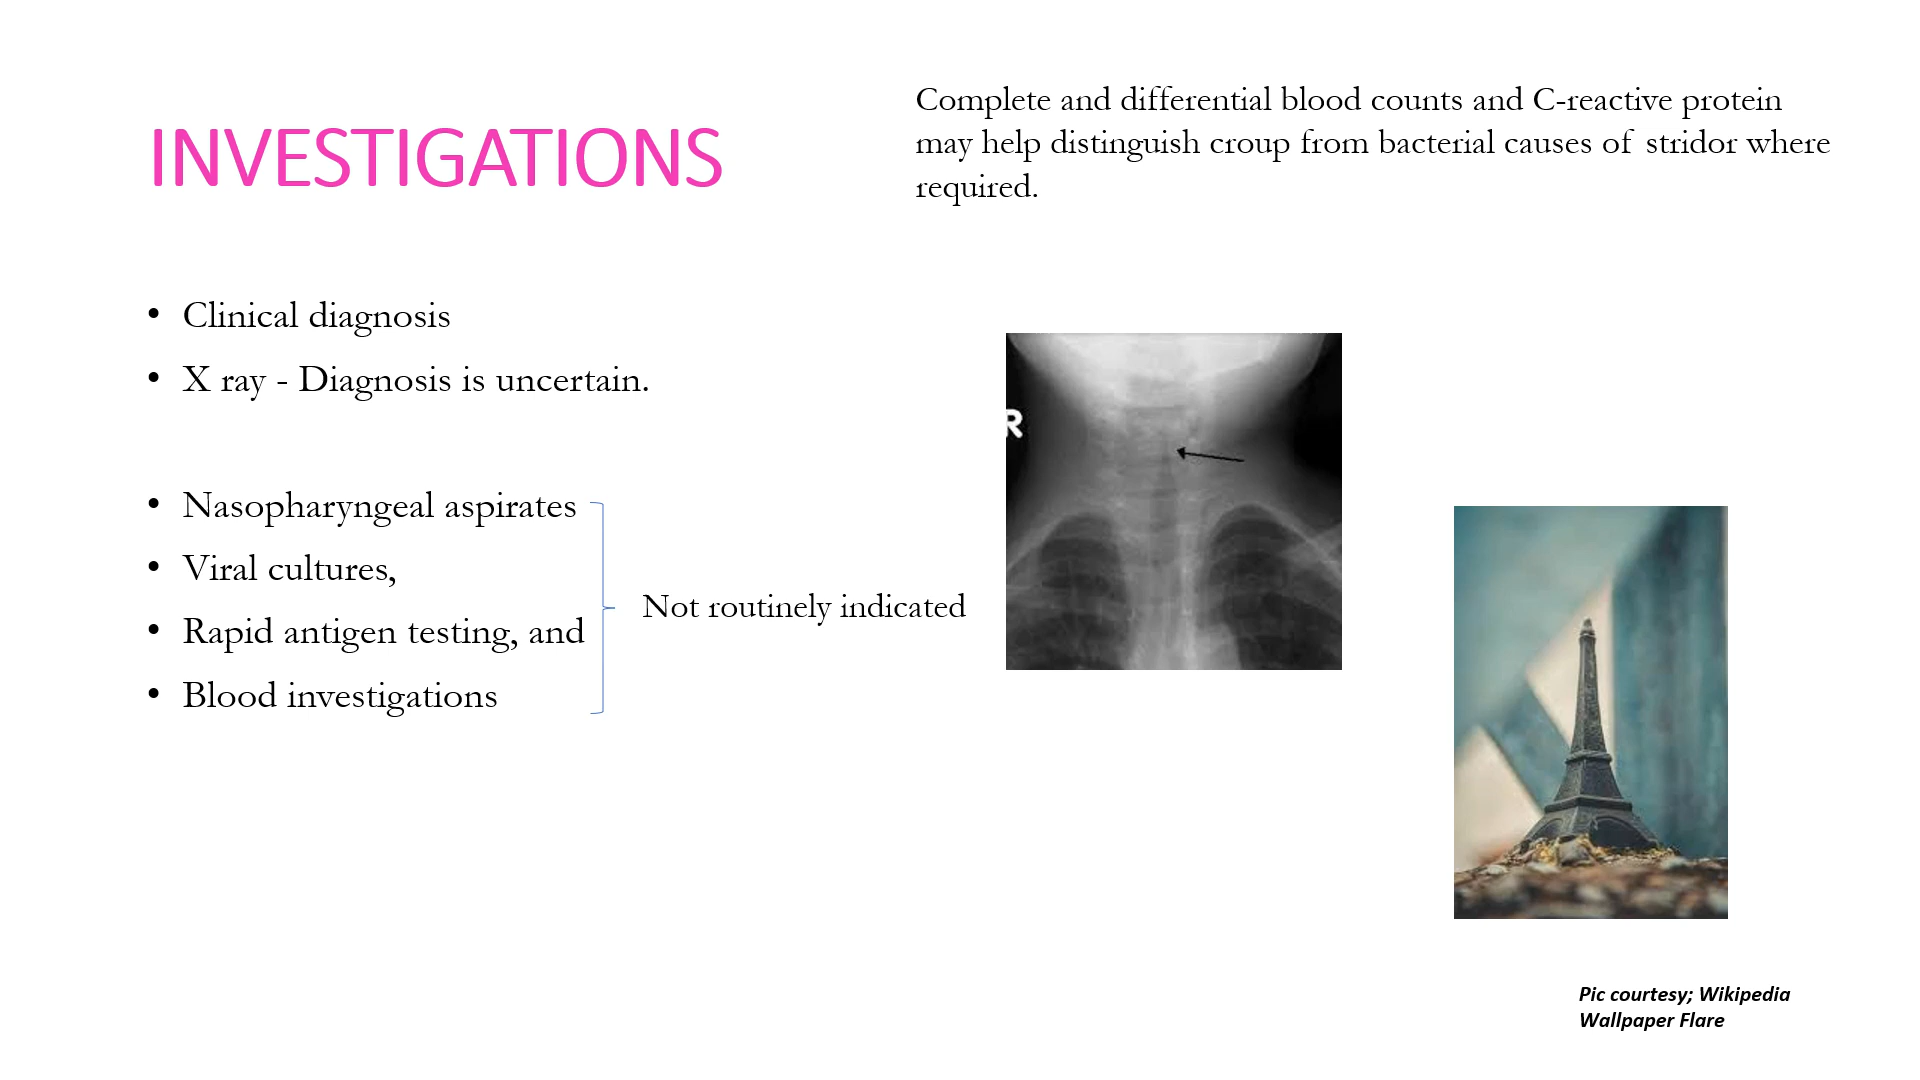 INVESTIGATIONS
Complete and differential blood counts and C-reactive protein
may help distinguish croup from bacterial causes of stridor where
required.
• Clinical diagnosis
• X ray - Diagnosis is uncertain.
• Nasopharyngeal aspirates
• Viral cultures,
• Rapid antigen testing, and
• Blood investigations
Not routinely indicated
R
Pic courtesy; Wikipedia
Wallpaper Flare